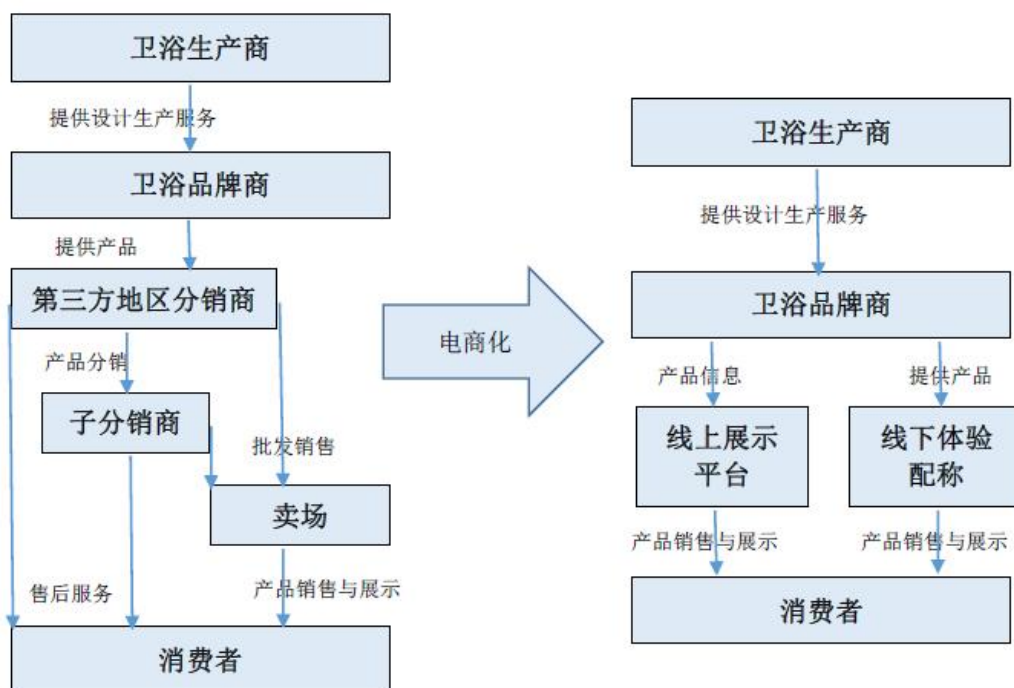 卫浴生产商
提供设计生产服务
卫浴品牌商
提供产品
第三方地区分销商
产品分销
子分销商
批发销售
卖场
售后服务
产品销售与展示
消费者
电商化
卫浴生产商
提供设计生产服务
卫浴品牌商
产品信息
提供产品
线上展示
平台
线下体验
配称
产品销售与展示
产品销售与展示
消费者